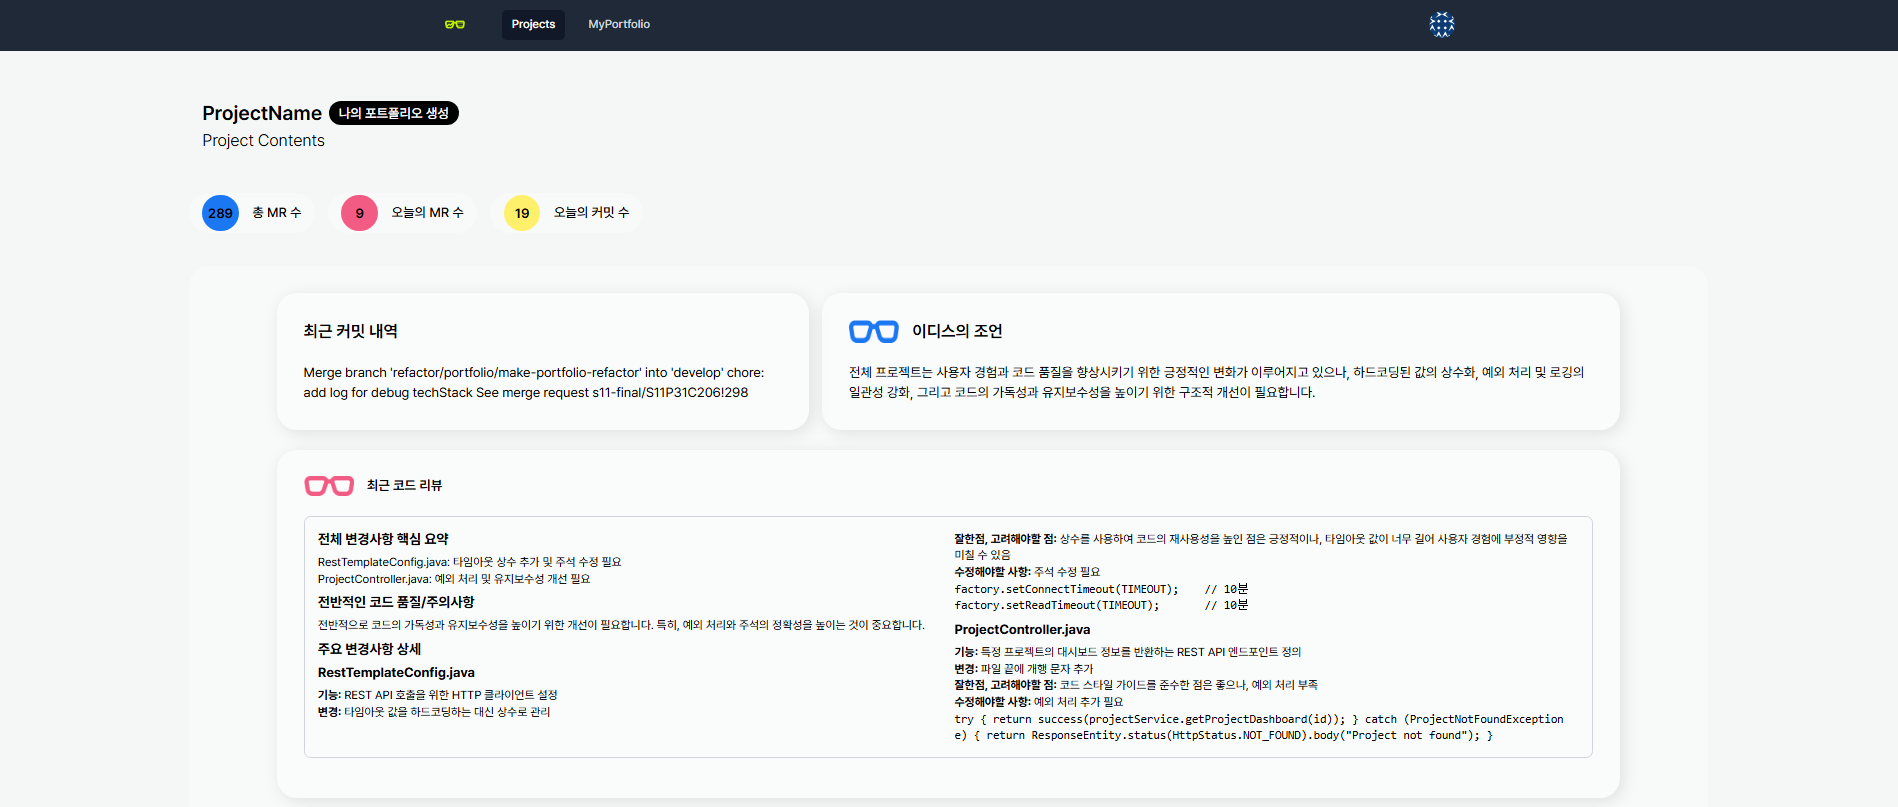 Projects
MyPortfolio
ProjectName
나의 포트폴리오 생성
Project Contents
289
총 MR 수
9
오늘의 MR 수
19
오늘의 커밋 수
최근 커밋 내역
Merge branch 'refactor/portfolio/make-portfolio-refactor' into 'develop' chore:
add log for debug techStack See merge request s11-final/S11P31C206!298
이디스의 조언
전체 프로젝트는 사용자 경험과 코드 품질을 향상시키기 위한 긍정적인 변화가 이루어지고 있으나, 하드코딩된 값의 상수화, 예외 처리 및 로깅의
일관성 강화, 그리고 코드의 가독성과 유지보수성을 높이기 위한 구조적 개선이 필요합니다.
최근 코드 리뷰
전체 변경사항 핵심 요약
RestTemplateConfig.java: 타임아웃 상수 추가 및 주석 수정 필요
ProjectController.java: 예외 처리 및 유지보수성 개선 필요
전반적인 코드 품질/주의사항
전반적으로 코드의 가독성과 유지보수성을 높이기 위한 개선이 필요합니다. 특히, 예외 처리와 주석의 정확성을 높이는 것이 중요합니다.
주요 변경사항 상세
RestTemplateConfig.java
기능: REST API 호출을 위한 HTTP 클라이언트 설정
변경: 타임아웃 값을 하드코딩하는 대신 상수로 관리
잘한점, 고려해야할 점: 상수를 사용하여 코드의 재사용성을 높인 점은 긍정적이나, 타임아웃 값이 너무 길어 사용자 경험에 부정적 영향을
미칠 수 있음
수정해야할 사항: 주석 수정 필요
factory.setConnectTimeout(TIMEOUT);    // 10분
factory.setReadTimeout(TIMEOUT);       // 10분
ProjectController.java
기능: 특정 프로젝트의 대시보드 정보를 반환하는 REST API 엔드포인트 정의
변경: 파일 끝에 개행 문자 추가
잘한점, 고려해야할 점: 코드 스타일 가이드를 준수한 점은 좋으나, 예외 처리 부족
수정해야할 사항: 예외 처리 추가 필요
try { return success(projectService.getProjectDashboard(id)); } catch (ProjectNotFoundException
e) { return ResponseEntity.status(HttpStatus.NOT_FOUND).body("Project not found"); }